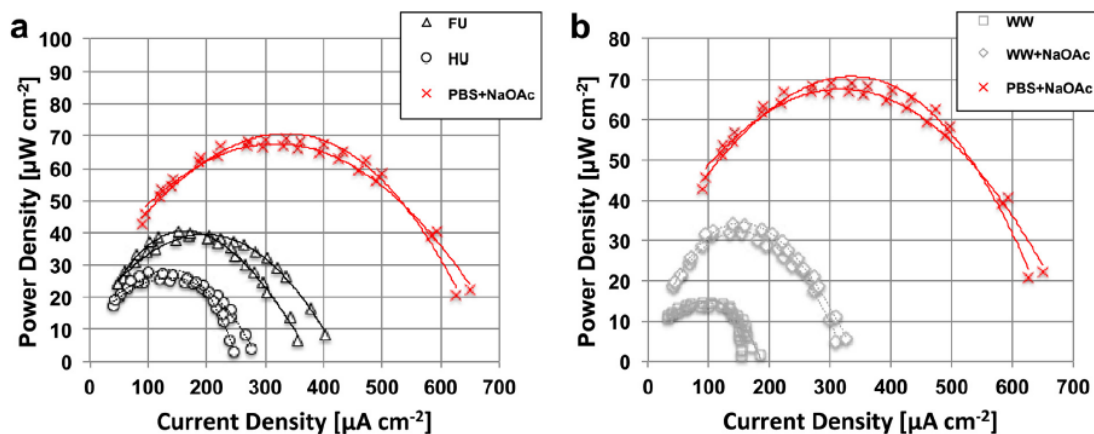 a
FU
HU
PBS+NaOAc
Power Density [µW cm⁻²]
100
90
80
70
60
50
40
30
20
10
0
0 100 200 300 400 500 600 700
Current Density [µA cm⁻²]
b
WW
WW+NaOAc
PBS+NaOAc
Power Density [µW cm⁻²]
80
70
60
50
40
30
20
10
0
0 100 200 300 400 500 600 700
Current Density [µA cm⁻²]